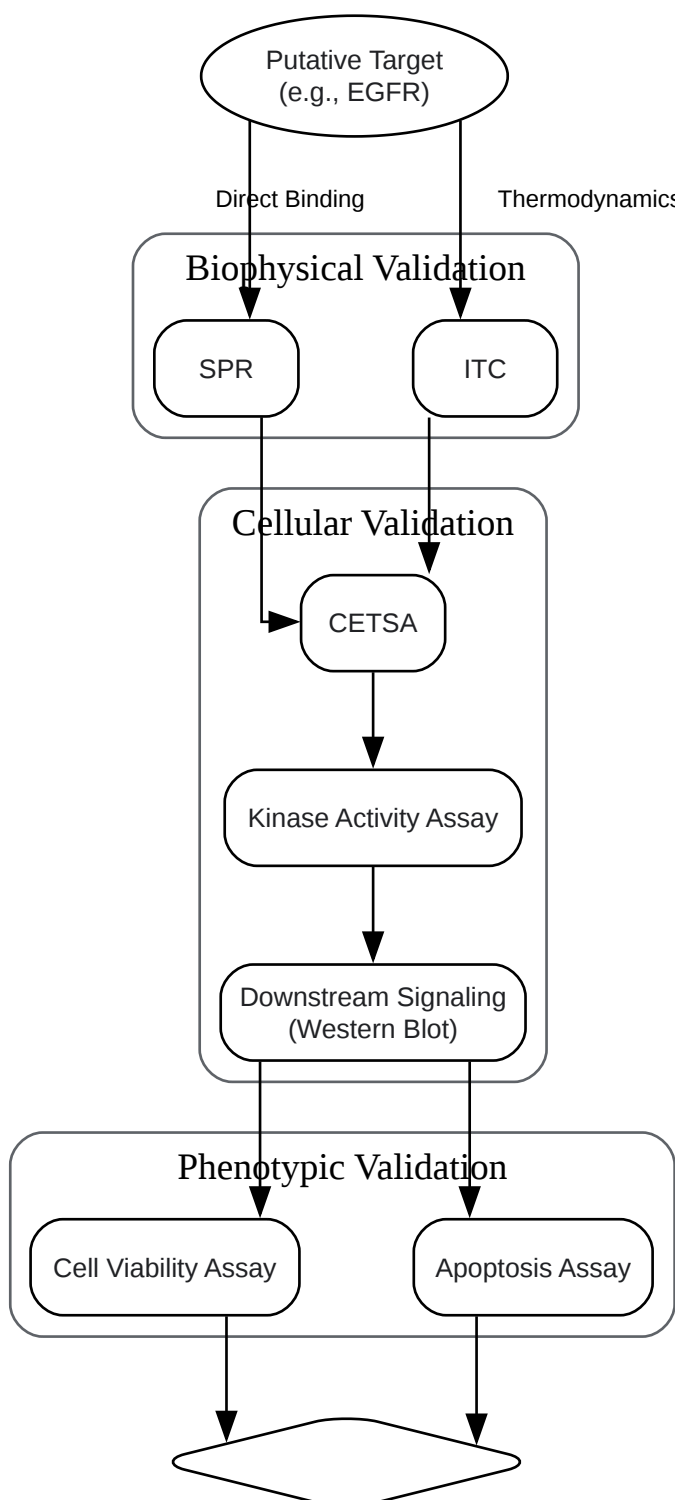 Putative Target
(e.g., EGFR)
Direct Binding
Thermodynamics
Biophysical Validation
SPR
ITC
Cellular Validation
CETSA
Kinase Activity Assay
Downstream Signaling
(Western Blot)
Phenotypic Validation
Cell Viability Assay
Apoptosis Assay